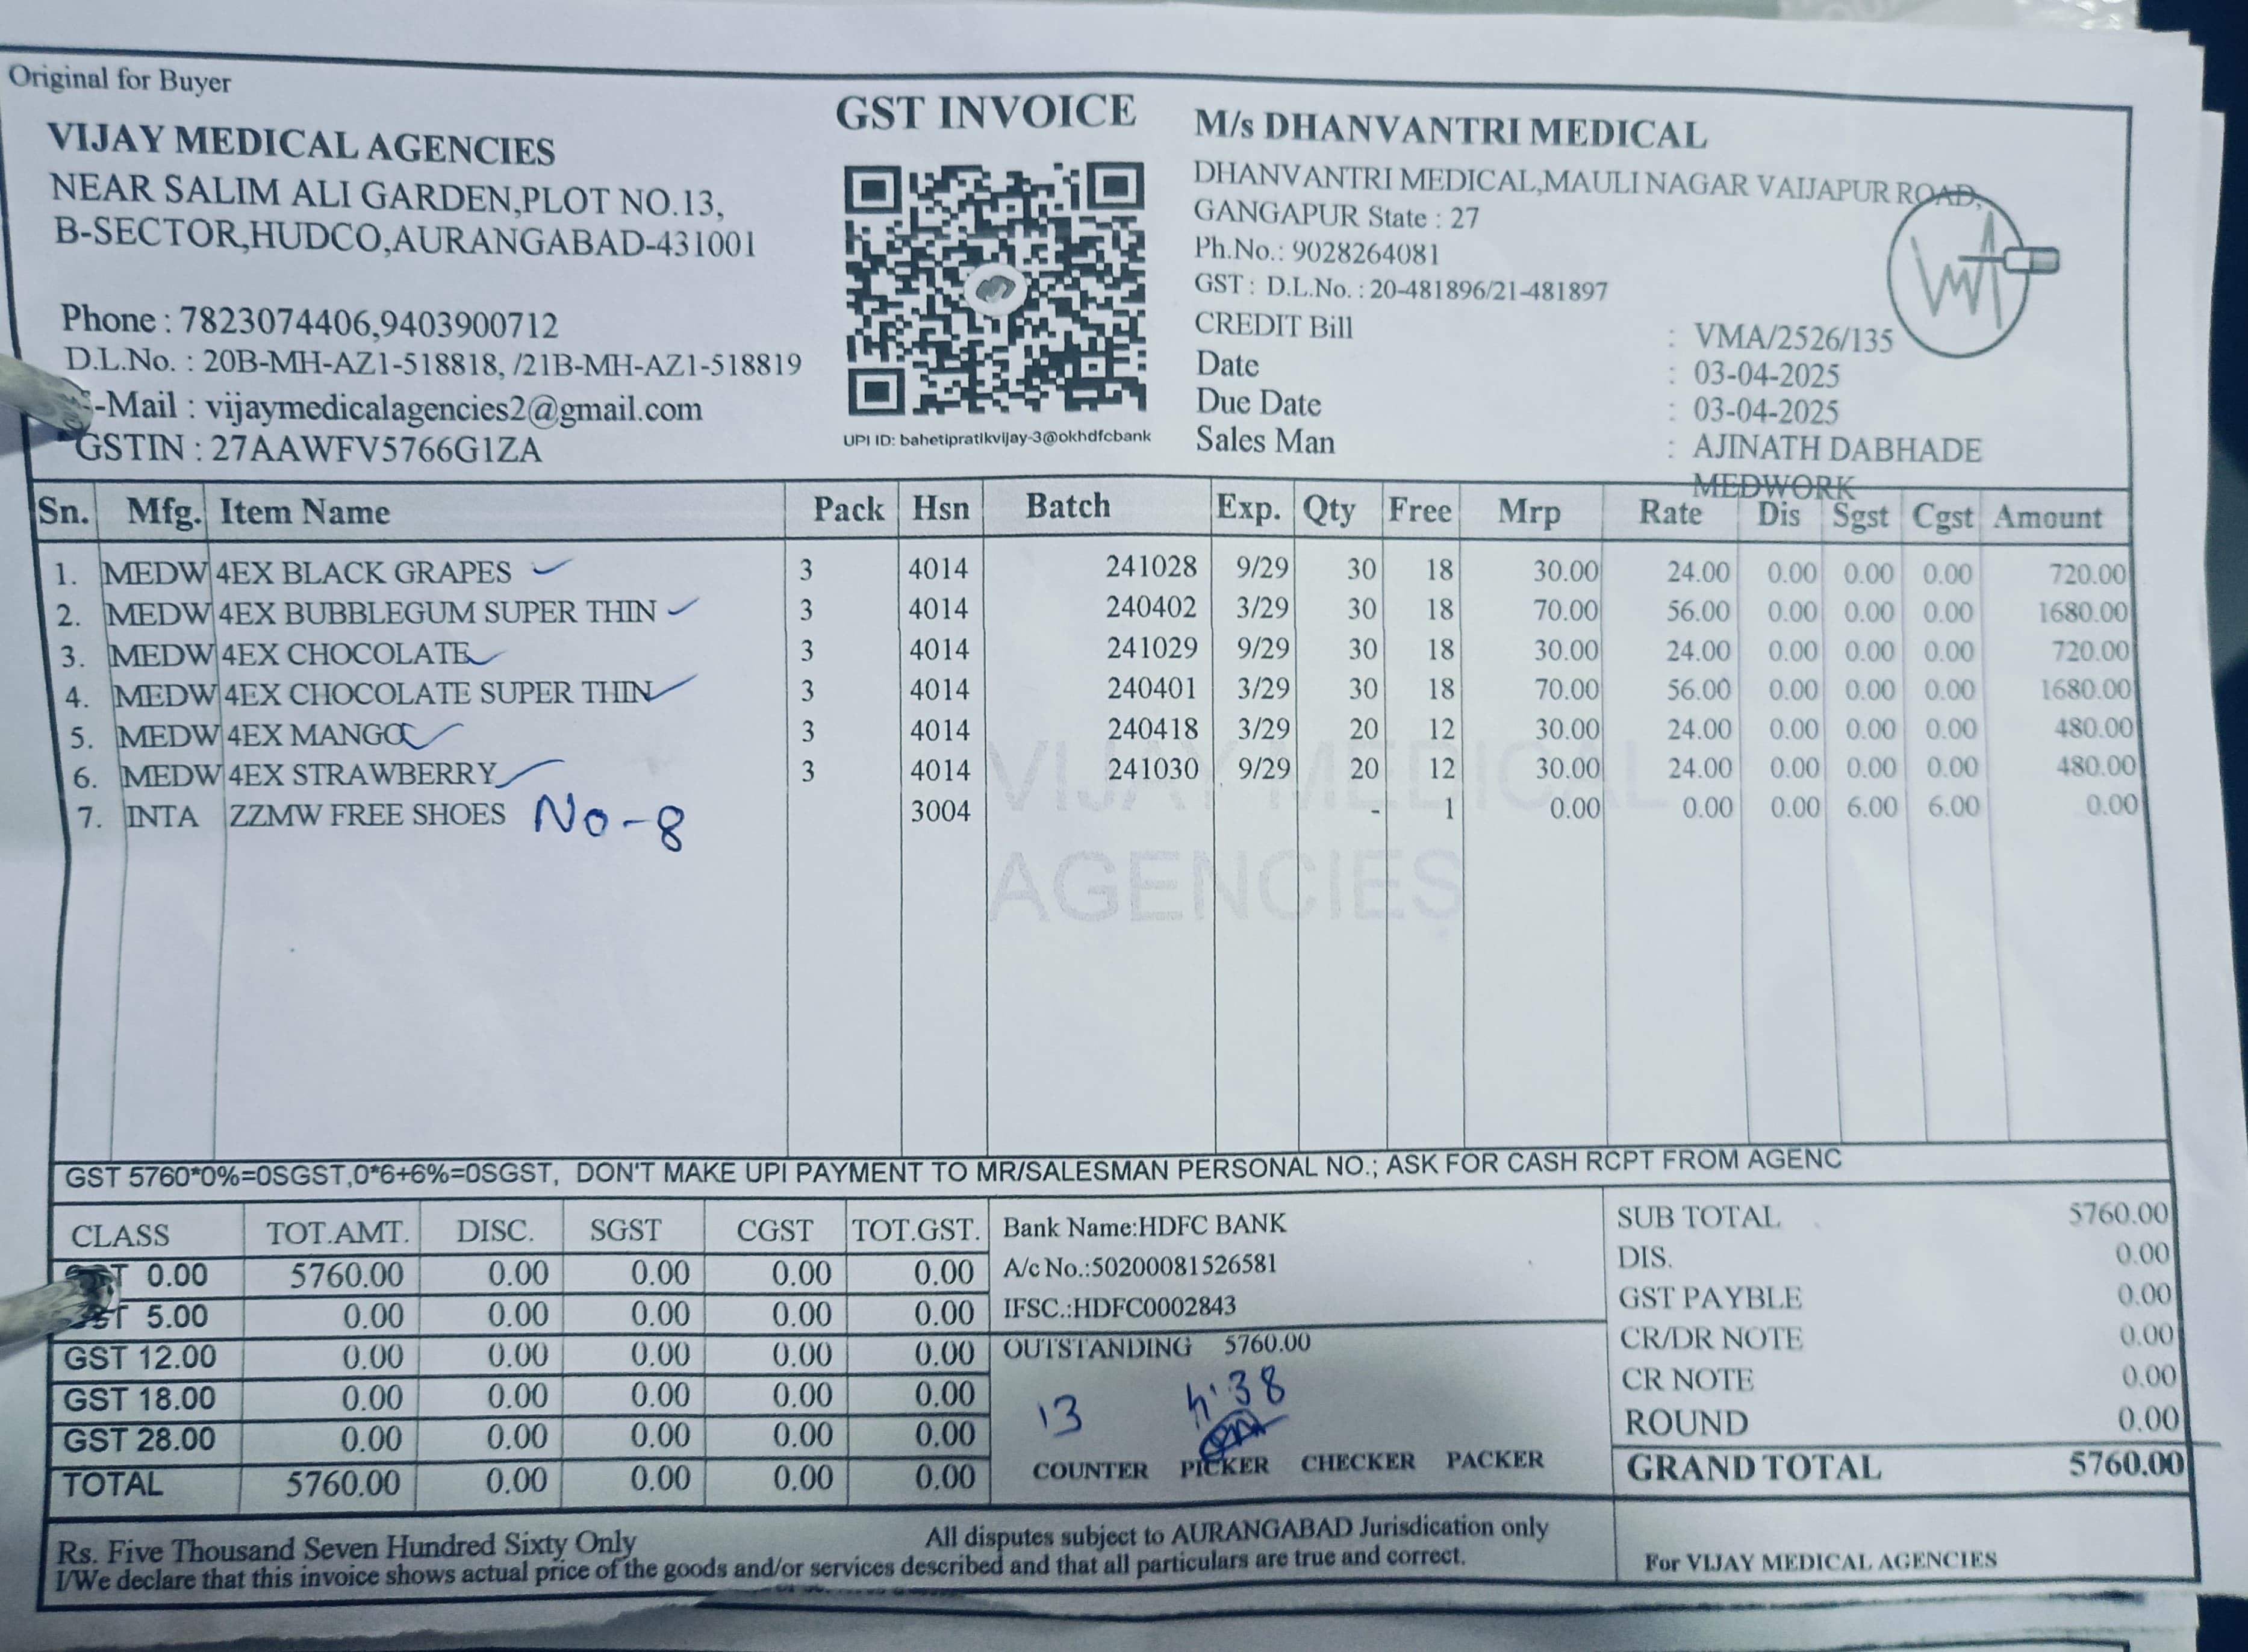 Original for Buyer
VIJAY MEDICAL AGENCIES
NEAR SALIM ALI GARDEN,PLOT NO.13,
B-SECTOR,HUDCO,AURANGABAD-431001
Phone : 7823074406,9403900712
D.L.No. : 20B-MH-AZ1-518818, /21B-MH-AZ1-518819
-Mail : vijaymedicalagencies2@gmail.com
GSTIN : 27AAWFV5766G1ZA
GST INVOICE
UPI ID: bahetipratikvijay-3@okhdfcbank
M/s DHANVANTRI MEDICAL
DHANVANTRI MEDICAL,MAULI NAGAR VAIJAPUR ROAD,
GANGAPUR State : 27
Ph.No.: 9028264081
GST : D.L.No. : 20-481896/21-481897
CREDIT Bill : VMA/2526/135
Date : 03-04-2025
Due Date : 03-04-2025
Sales Man : AJINATH DABHADE
MEDWORK
Sn. Mfg. Item Name Pack Hsn Batch Exp. Qty Free Mrp Rate Dis Sgst Cgst Amount
1. MEDW 4EX BLACK GRAPES 3 4014 241028 9/29 30 18 30.00 24.00 0.00 0.00 0.00 720.00
2. MEDW 4EX BUBBLEGUM SUPER THIN 3 4014 240402 3/29 30 18 70.00 56.00 0.00 0.00 0.00 1680.00
3. MEDW 4EX CHOCOLATE 3 4014 241029 9/29 30 18 30.00 24.00 0.00 0.00 0.00 720.00
4. MEDW 4EX CHOCOLATE SUPER THIN 3 4014 240401 3/29 30 18 70.00 56.00 0.00 0.00 0.00 1680.00
5. MEDW 4EX MANGO 3 4014 240418 3/29 20 12 30.00 24.00 0.00 0.00 0.00 480.00
6. MEDW 4EX STRAWBERRY 3 4014 241030 9/29 20 12 30.00 24.00 0.00 0.00 0.00 480.00
7. INTA ZZMW FREE SHOES No-8 3004 - 1 0.00 0.00 0.00 6.00 6.00 0.00
VIJAY MEDICAL
AGENCIES
GST 5760*0%=0SGST,0*6+6%=0SGST, DON'T MAKE UPI PAYMENT TO MR/SALESMAN PERSONAL NO.; ASK FOR CASH RCPT FROM AGENC
CLASS TOT.AMT. DISC. SGST CGST TOT.GST.
0.00 5760.00 0.00 0.00 0.00 0.00
5.00 0.00 0.00 0.00 0.00 0.00
GST 12.00 0.00 0.00 0.00 0.00 0.00
GST 18.00 0.00 0.00 0.00 0.00 0.00
GST 28.00 0.00 0.00 0.00 0.00 0.00
TOTAL 5760.00 0.00 0.00 0.00 0.00
Bank Name:HDFC BANK
A/c No.:50200081526581
IFSC.:HDFC0002843
OUTSTANDING 5760.00
13
COUNTER PICKER CHECKER PACKER
SUB TOTAL 5760.00
DIS. 0.00
GST PAYBLE 0.00
CR/DR NOTE 0.00
CR NOTE 0.00
ROUND 0.00
GRAND TOTAL 5760.00
Rs. Five Thousand Seven Hundred Sixty Only
All disputes subject to AURANGABAD Jurisdication only
I/We declare that this invoice shows actual price of the goods and/or services described and that all particulars are true and correct.
For VIJAY MEDICAL AGENCIES